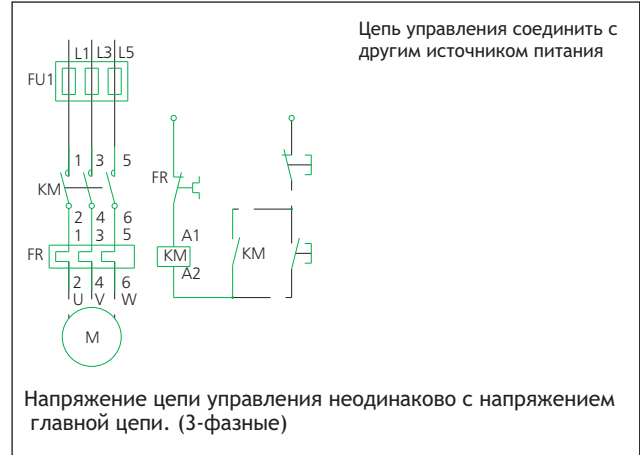 Цепь управления соединить с
другим источником питания
L1 L3 L5
FU1
1 3 5
KM
2 4 6
1 3 5
FR
2 4 6
U V W
M
FR
A1
KM
A2
KM
Напряжение цепи управления неодинаково с напряжением
главной цепи. (3-фазные)